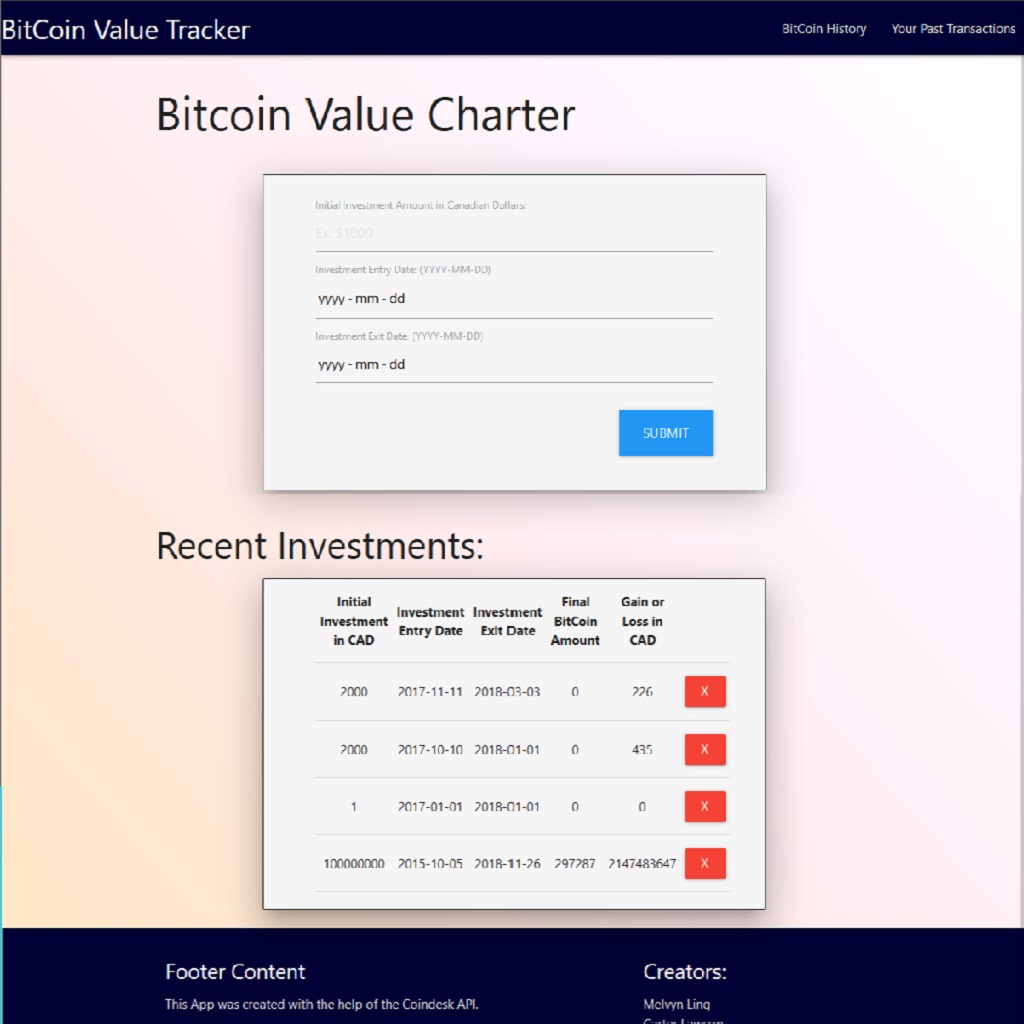 BitCoin Value Tracker
BitCoin History
Your Past Transactions
Bitcoin Value Charter
Initial Investment Amount in Canadian Dollars:
Ex. $1000
Investment Entry Date: (YYYY-MM-DD)
yyyy - mm - dd
Investment Exit Date: (YYYY-MM-DD)
yyyy - mm - dd
SUBMIT
Recent Investments:
Initial Investment in CAD
Investment Entry Date
Investment Exit Date
Final BitCoin Amount
Gain or Loss in CAD
2000 2017-11-11 2018-03-03 0 226 X
2000 2017-10-10 2018-01-01 0 435 X
1 2017-01-01 2018-01-01 0 0 X
100000000 2015-10-05 2018-11-26 297287 2147483647 X
Footer Content
This App was created with the help of the Coindesk API.
Creators:
Melvyn Ling